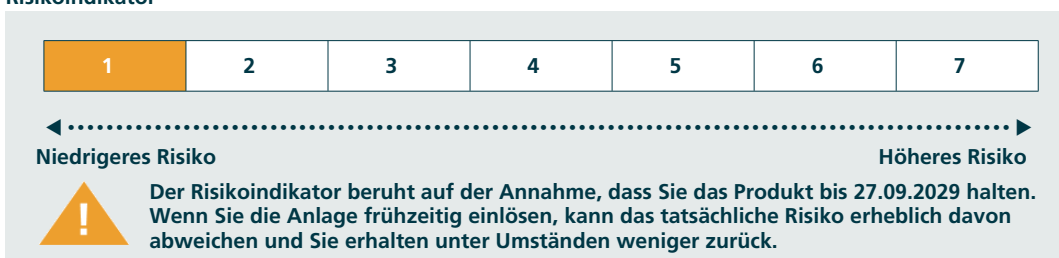 Risikoindikator
1 2 3 4 5 6 7
Niedrigeres Risiko Höheres Risiko
! Der Risikoindikator beruht auf der Annahme, dass Sie das Produkt bis 27.09.2029 halten.
Wenn Sie die Anlage frühzeitig einlösen, kann das tatsächliche Risiko erheblich davon
abweichen und Sie erhalten unter Umständen weniger zurück.